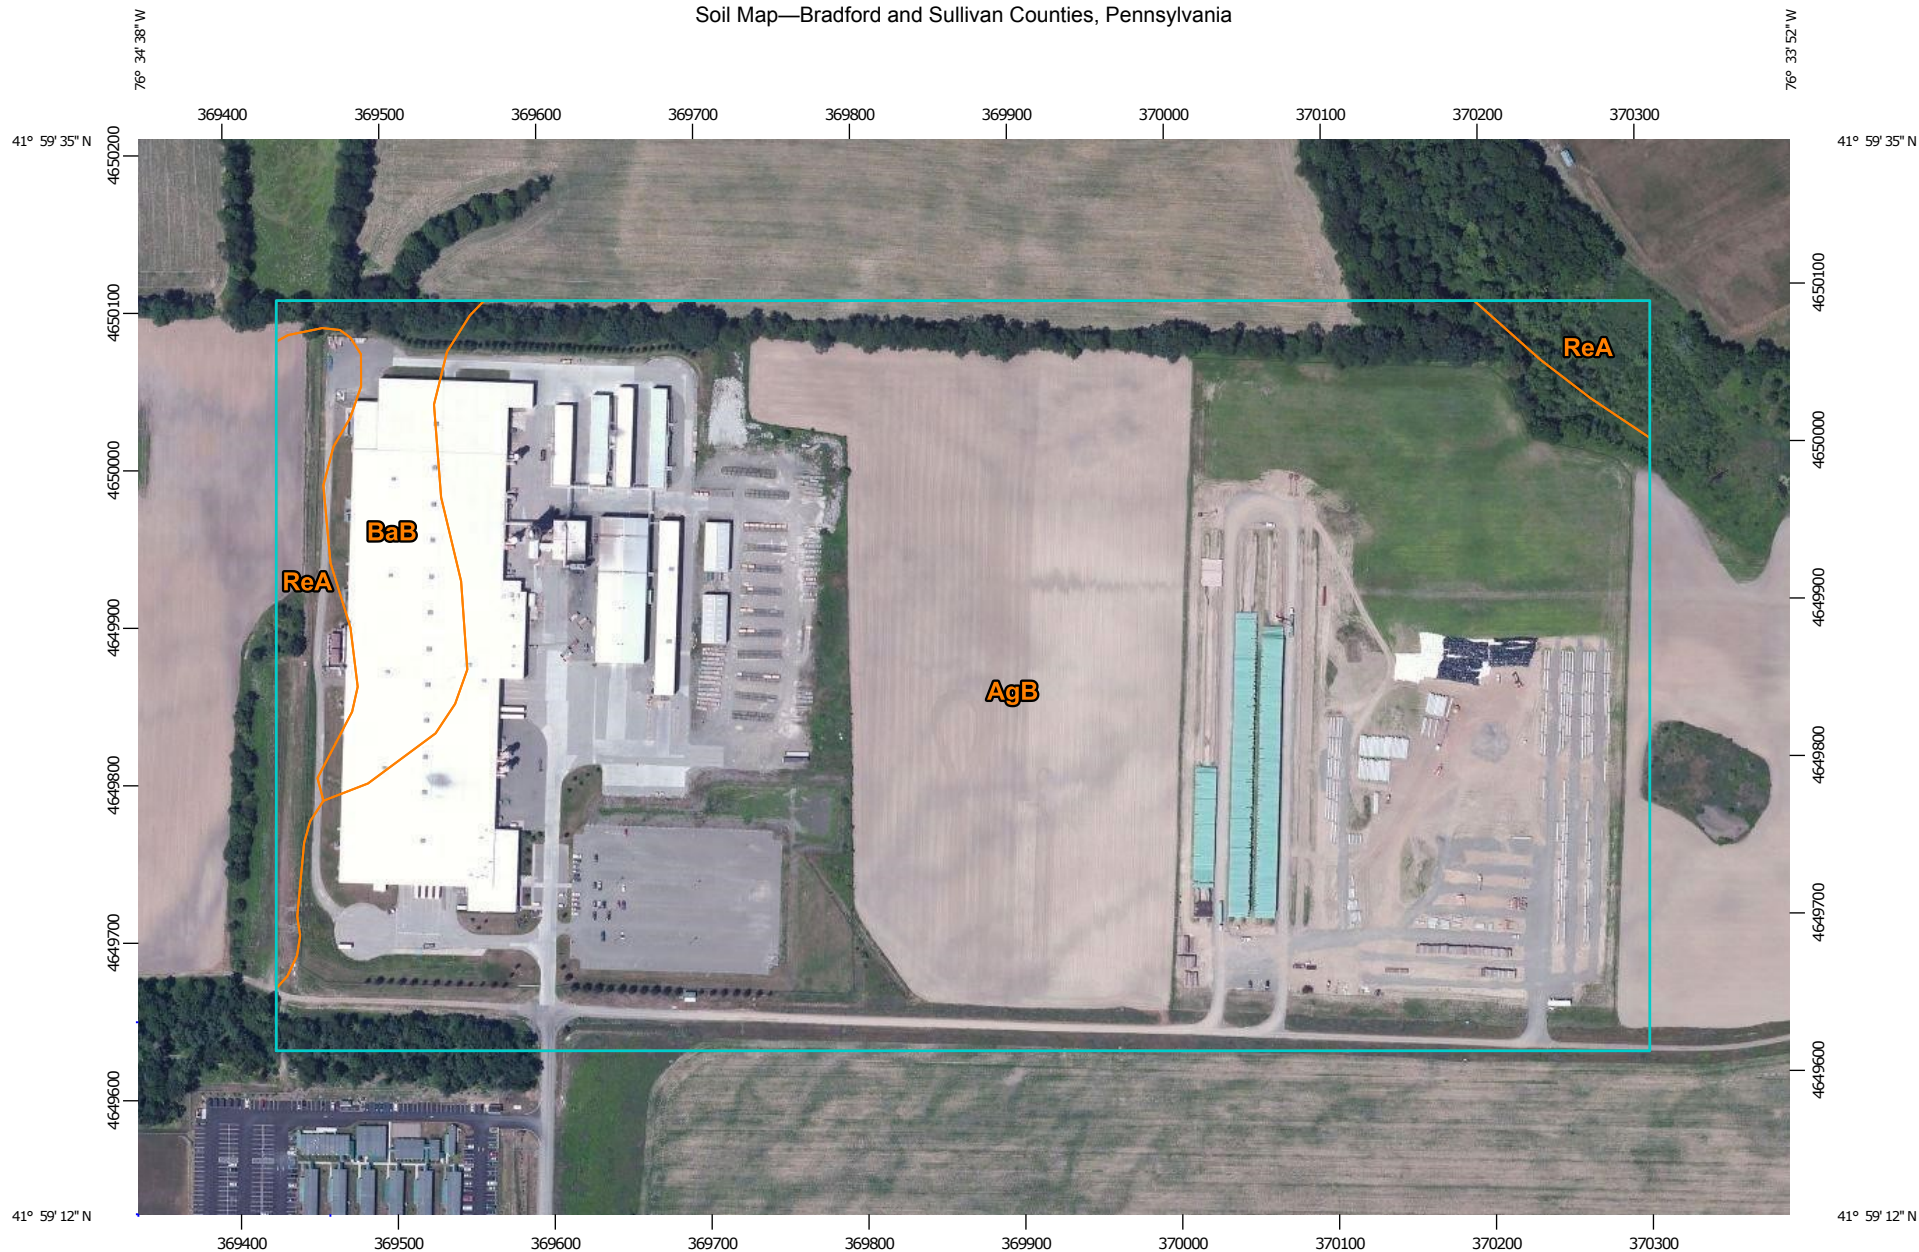 Soil Map—Bradford and Sullivan Counties, Pennsylvania
76° 34' 38'' W
76° 33' 52'' W
369400 369500 369600 369700 369800 369900 370000 370100 370200 370300
41° 59' 35'' N
41° 59' 35'' N
4650200
4650100
4650000
4649900
4649800
4649700
4649600
4650100
4650000
4649900
4649800
4649700
4649600
ReA
BaB
ReA
AgB
41° 59' 12'' N
41° 59' 12'' N
369400 369500 369600 369700 369800 369900 370000 370100 370200 370300